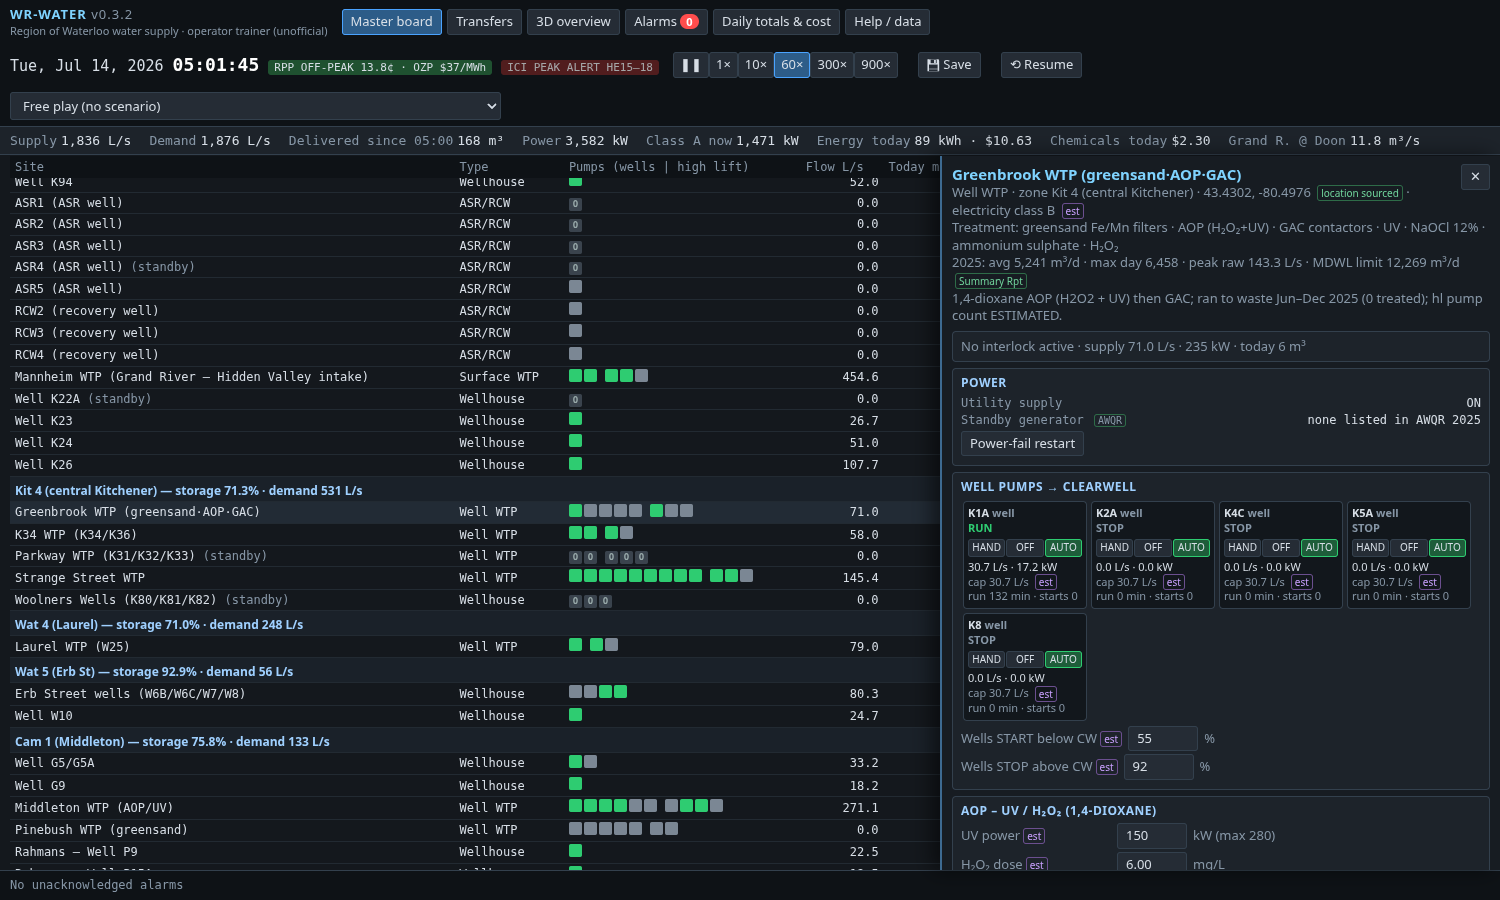 WR-WATER v0.3.2
Region of Waterloo water supply · operator trainer (unofficial)
Master board Transfers 3D overview Alarms 0 Daily totals & cost Help / data
Tue, Jul 14, 2026 05:01:45 RPP OFF-PEAK 13.8¢ · OZP $37/MWh ICI PEAK ALERT HE15–18 ❚❚ 1× 10× 60× 300× 900× 💾 Save ⟲ Resume
Free play (no scenario)
Supply 1,836 L/s Demand 1,876 L/s Delivered since 05:00 168 m³ Power 3,582 kW Class A now 1,471 kW Energy today 89 kWh · $10.63 Chemicals today $2.30 Grand R. @ Doon 11.8 m³/s
Site Type Pumps (wells | high lift) Flow L/s Today m
Well K94 Wellhouse 52.0
ASR1 (ASR well) ASR/RCW 0 0.0
ASR2 (ASR well) ASR/RCW 0 0.0
ASR3 (ASR well) ASR/RCW 0 0.0
ASR4 (ASR well) (standby) ASR/RCW 0 0.0
ASR5 (ASR well) ASR/RCW 0.0
RCW2 (recovery well) ASR/RCW 0.0
RCW3 (recovery well) ASR/RCW 0.0
RCW4 (recovery well) ASR/RCW 0.0
Mannheim WTP (Grand River — Hidden Valley intake) Surface WTP 454.6
Well K22A (standby) Wellhouse 0 0.0
Well K23 Wellhouse 26.7
Well K24 Wellhouse 51.0
Well K26 Wellhouse 107.7
Kit 4 (central Kitchener) — storage 71.3% · demand 531 L/s
Greenbrook WTP (greensand·AOP·GAC) Well WTP 71.0
K34 WTP (K34/K36) Well WTP 58.0
Parkway WTP (K31/K32/K33) (standby) Well WTP 0 0 0 0 0 0.0
Strange Street WTP Well WTP 145.4
Woolners Wells (K80/K81/K82) (standby) Wellhouse 0 0 0 0.0
Wat 4 (Laurel) — storage 71.0% · demand 248 L/s
Laurel WTP (W25) Well WTP 79.0
Wat 5 (Erb St) — storage 92.9% · demand 56 L/s
Erb Street wells (W6B/W6C/W7/W8) Wellhouse 80.3
Well W10 Wellhouse 24.7
Cam 1 (Middleton) — storage 75.8% · demand 133 L/s
Well G5/G5A Wellhouse 33.2
Well G9 Wellhouse 18.2
Middleton WTP (AOP/UV) Well WTP 271.1
Pinebush WTP (greensand) Well WTP 0.0
Rahmans — Well P9 Wellhouse 22.5
Greenbrook WTP (greensand·AOP·GAC) ✕
Well WTP · zone Kit 4 (central Kitchener) · 43.4302, -80.4976 location sourced ·
electricity class B est
Treatment: greensand Fe/Mn filters · AOP (H₂O₂+UV) · GAC contactors · UV · NaOCl 12% ·
ammonium sulphate · H₂O₂
2025: avg 5,241 m³/d · max day 6,458 · peak raw 143.3 L/s · MDWL limit 12,269 m³/d
Summary Rpt
1,4-dioxane AOP (H2O2 + UV) then GAC; ran to waste Jun–Dec 2025 (0 treated); hl pump
count ESTIMATED.
No interlock active · supply 71.0 L/s · 235 kW · today 6 m³
POWER
Utility supply ON
Standby generator AWQR none listed in AWQR 2025
Power-fail restart
WELL PUMPS → CLEARWELL
K1A well K2A well K4C well K5A well
RUN STOP STOP STOP
HAND OFF AUTO HAND OFF AUTO HAND OFF AUTO HAND OFF AUTO
30.7 L/s · 17.2 kW 0.0 L/s · 0.0 kW 0.0 L/s · 0.0 kW 0.0 L/s · 0.0 kW
cap 30.7 L/s est cap 30.7 L/s est cap 30.7 L/s est cap 30.7 L/s est
run 132 min · starts 0 run 0 min · starts 0 run 0 min · starts 0 run 0 min · starts 0
K8 well
STOP
HAND OFF AUTO
0.0 L/s · 0.0 kW
cap 30.7 L/s est
run 0 min · starts 0
Wells START below CW est 55 %
Wells STOP above CW est 92 %
AOP – UV / H₂O₂ (1,4-DIOXANE)
UV power est 150 kW (max 280)
H₂O₂ dose est 6.00 mg/L
No unacknowledged alarms